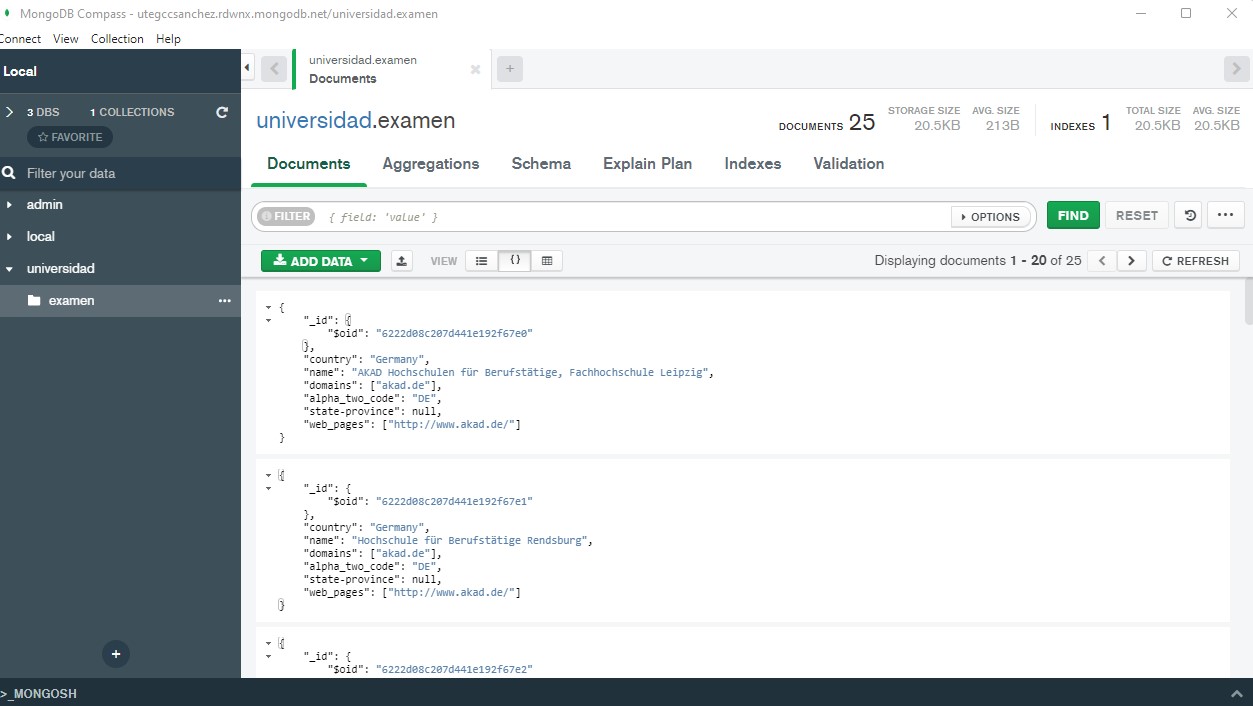 MongoDB Compass - utegccsanchez.rdwnx.mongodb.net/universidad.examen
Connect View Collection Help
Local
3 DBS 1 COLLECTIONS
FAVORITE
Filter your data
admin
local
universidad
examen
universidad.examen
Documents
universidad.examen
DOCUMENTS 25 STORAGE SIZE 20.5KB AVG. SIZE 213B INDEXES 1 TOTAL SIZE 20.5KB AVG. SIZE 20.5KB
Documents Aggregations Schema Explain Plan Indexes Validation
FILTER { field: 'value' } OPTIONS FIND RESET
ADD DATA VIEW {} Displaying documents 1 - 20 of 25 REFRESH
{
"_id": {
"$oid": "6222d08c207d441e192f67e0"
},
"country": "Germany",
"name": "AKAD Hochschulen für Berufstätige, Fachhochschule Leipzig",
"domains": ["akad.de"],
"alpha_two_code": "DE",
"state-province": null,
"web_pages": ["http://www.akad.de/"]
}
{
"_id": {
"$oid": "6222d08c207d441e192f67e1"
},
"country": "Germany",
"name": "Hochschule für Berufstätige Rendsburg",
"domains": ["akad.de"],
"alpha_two_code": "DE",
"state-province": null,
"web_pages": ["http://www.akad.de/"]
}
{
"_id": {
"$oid": "6222d08c207d441e192f67e2"
>_MONGOSH